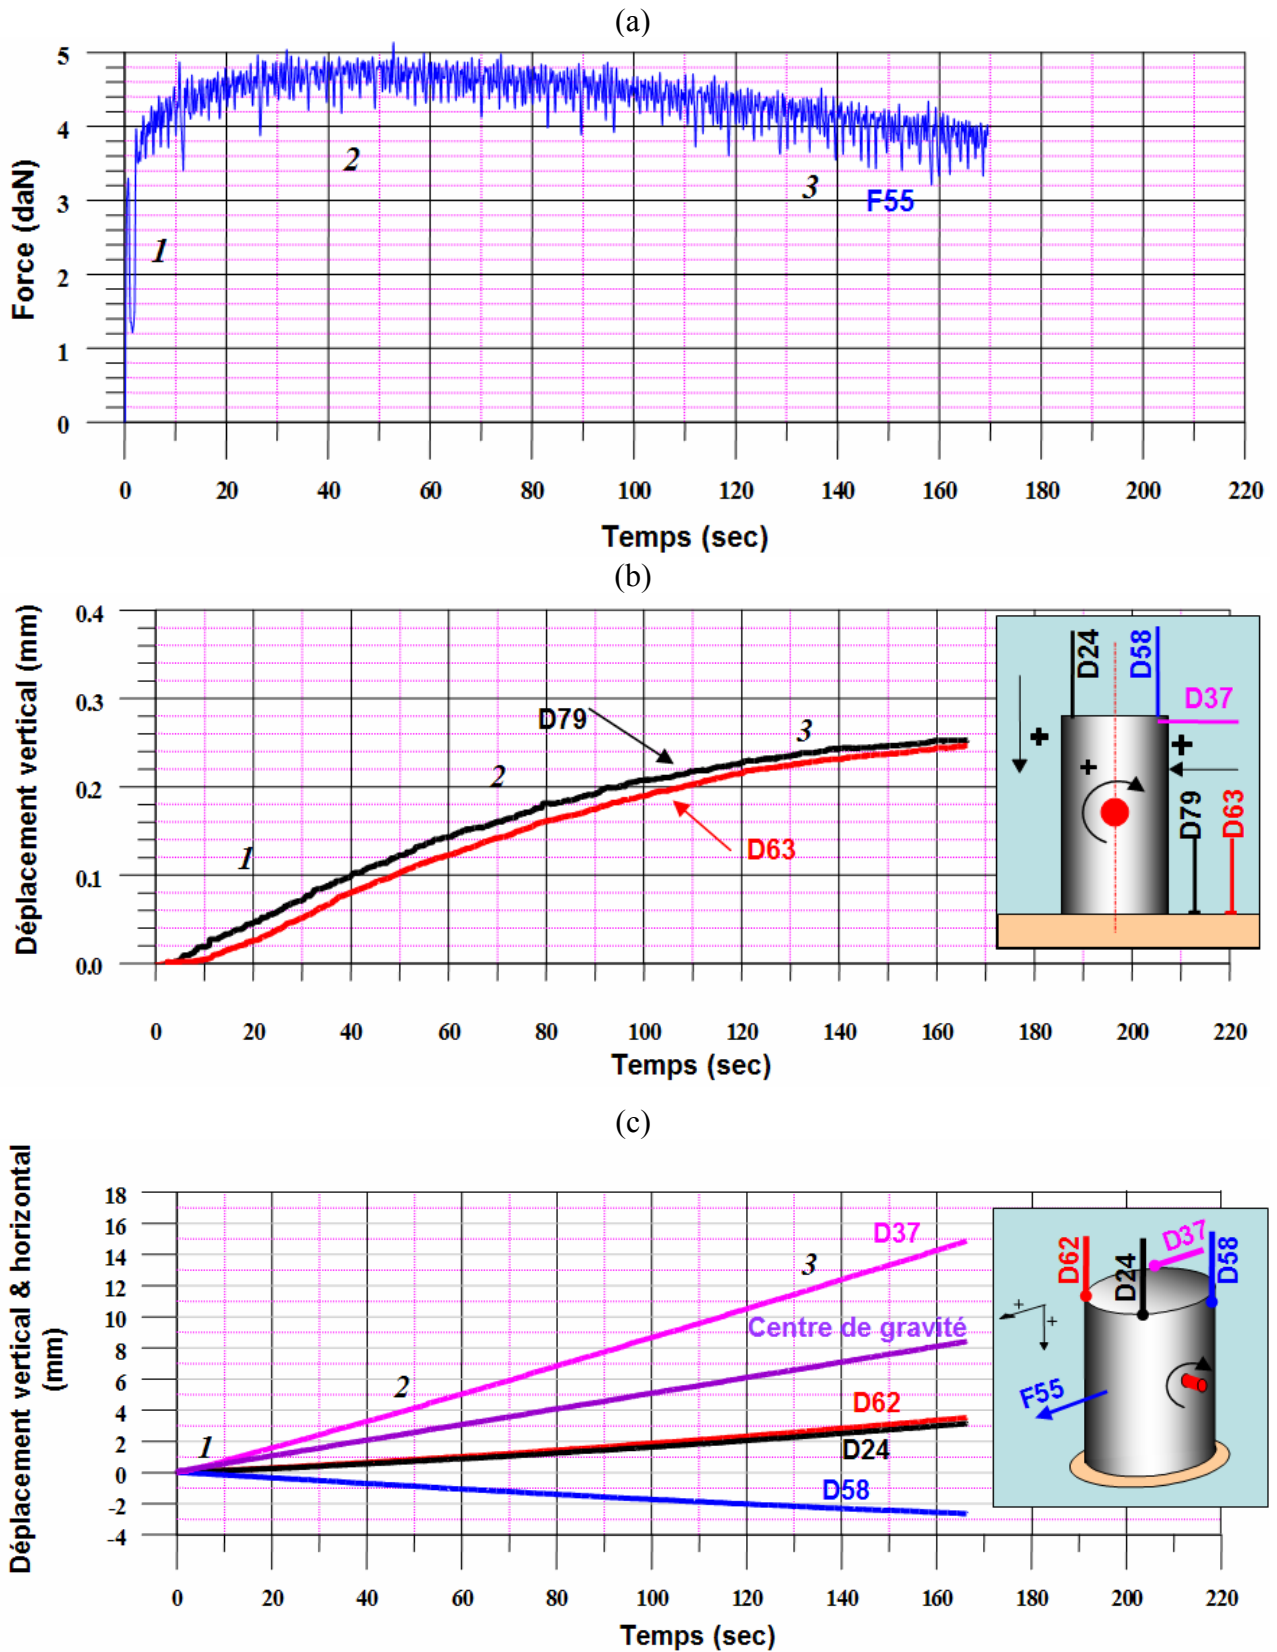 (a)
Force (daN)
5
4
3
2
1
0
1
2
3
F55
0 20 40 60 80 100 120 140 160 180 200 220
Temps (sec)
(b)
Déplacement vertical (mm)
0.4
0.3
0.2
0.1
0.0
1
2
3
D79
D63
D24
D58
D37
+
+
+
D79
D63
0 20 40 60 80 100 120 140 160 180 200 220
Temps (sec)
(c)
Déplacement vertical & horizontal
(mm)
18
16
14
12
10
8
6
4
2
0
-2
-4
1
2
3
D37
Centre de gravité
D62
D24
D58
D62
D24
D37
D58
+
+
F55
0 20 40 60 80 100 120 140 160 180 200 220
Temps (sec)